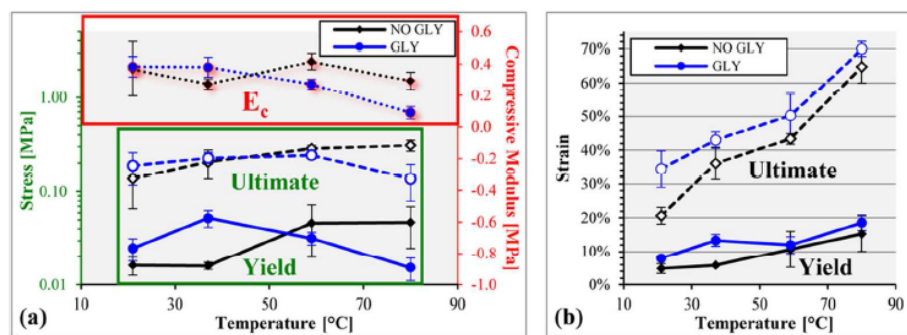 NO GLY
GLY
Stress [MPa]
1.00
0.10
0.01
Compressive Modulus [MPa]
0.6
0.4
0.2
0.0
-0.2
-0.4
-0.6
-0.8
-1.0
Ec
Ultimate
Yield
10
30
50
70
90
(a)
Temperature [°C]
NO GLY
GLY
Strain
70%
60%
50%
40%
30%
20%
10%
0%
Ultimate
Yield
10
30
50
70
90
(b)
Temperature [°C]